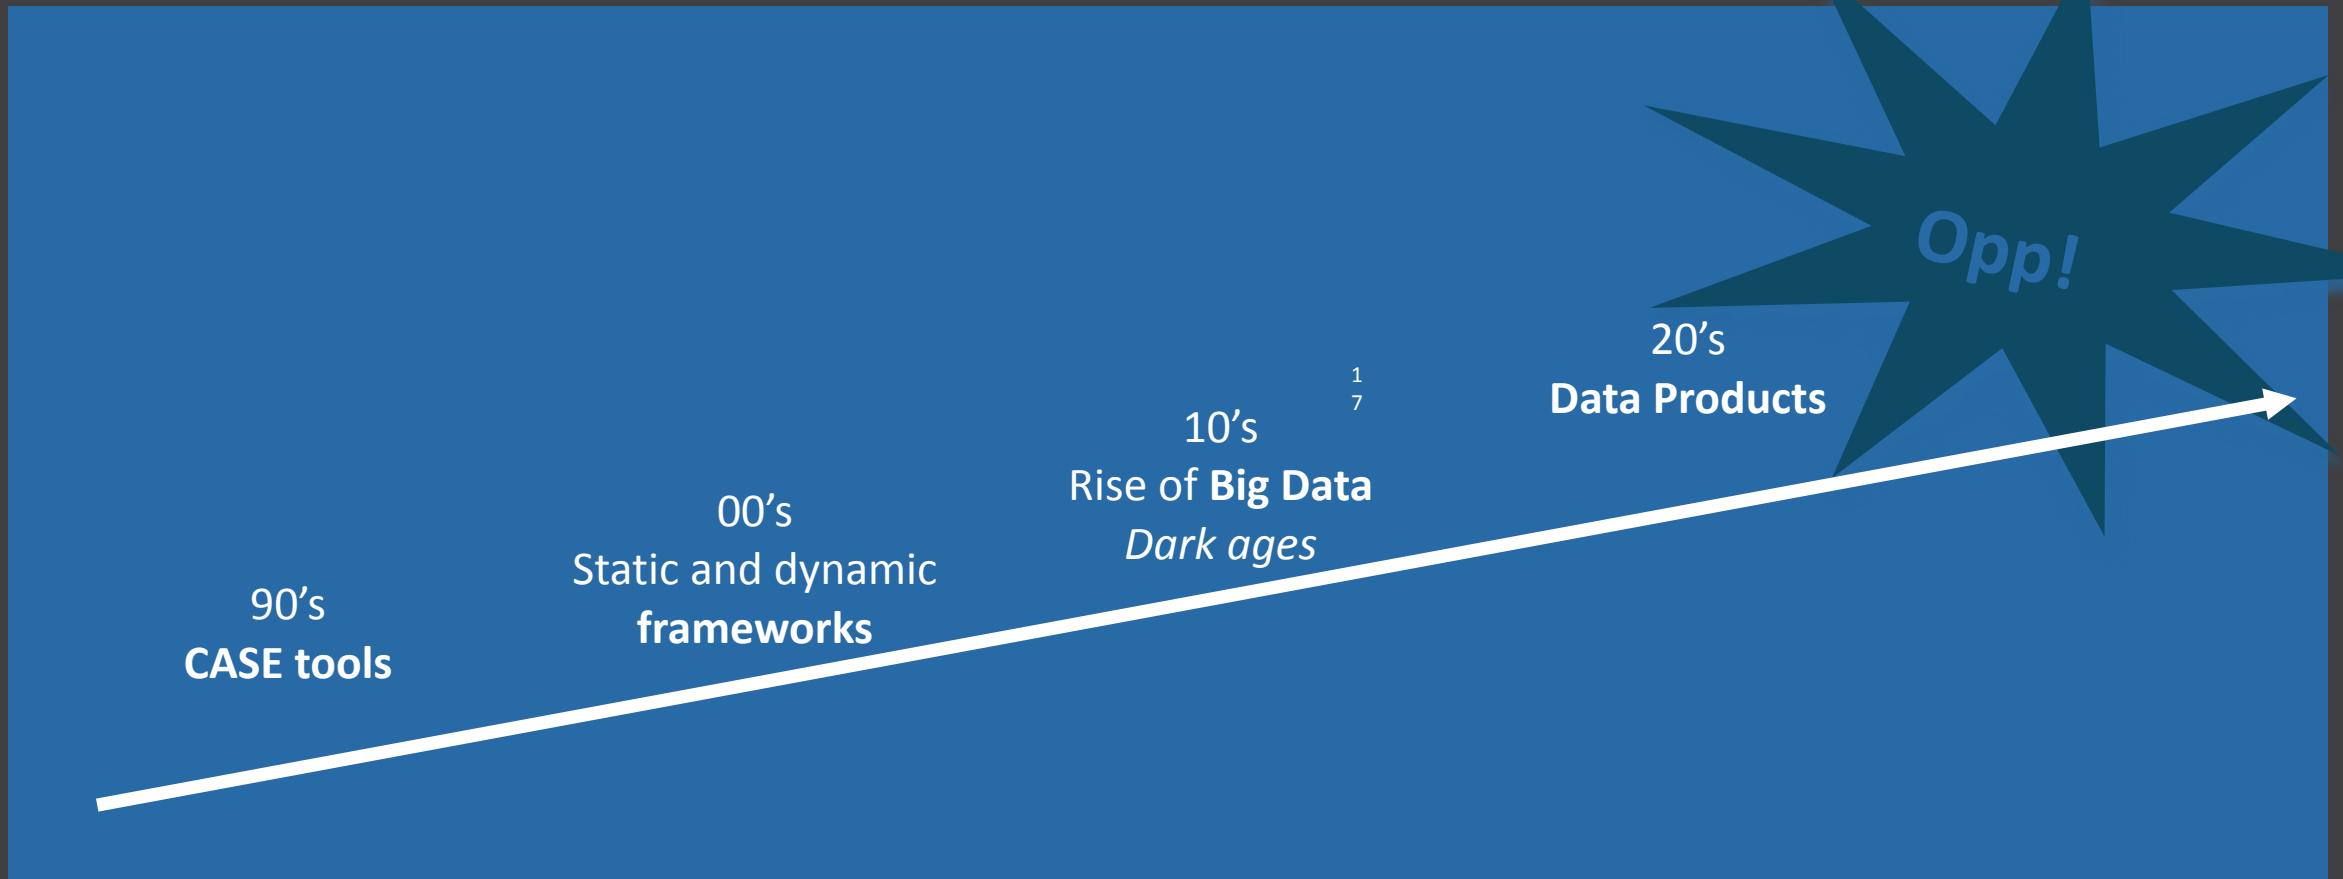 90’s
CASE tools
00’s
Static and dynamic
frameworks
10’s
Rise of Big Data
Dark ages
1
7
20’s
Data Products
Opp!